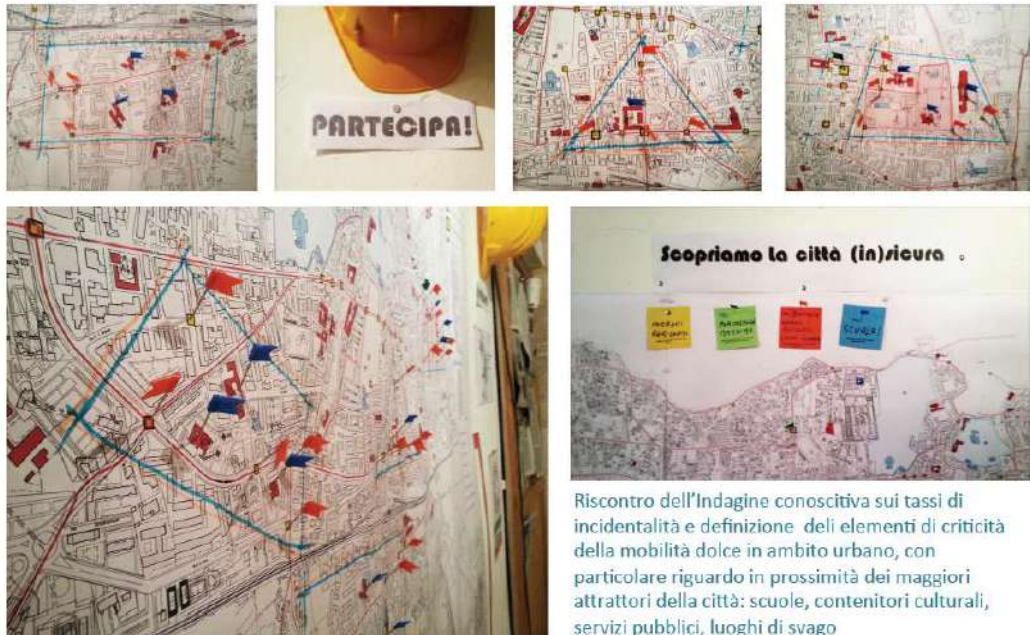 PARTECIPA!
Scopriamo La città (in)sicura
SCUOLE
Riscontro dell'Indagine conoscitiva sui tassi di
incidentalità e definizione deli elementi di criticità
della mobilità dolce in ambito urbano, con
particolare riguardo in prossimità dei maggiori
attrattori della città: scuole, contenitori culturali,
servizi pubblici, luoghi di svago